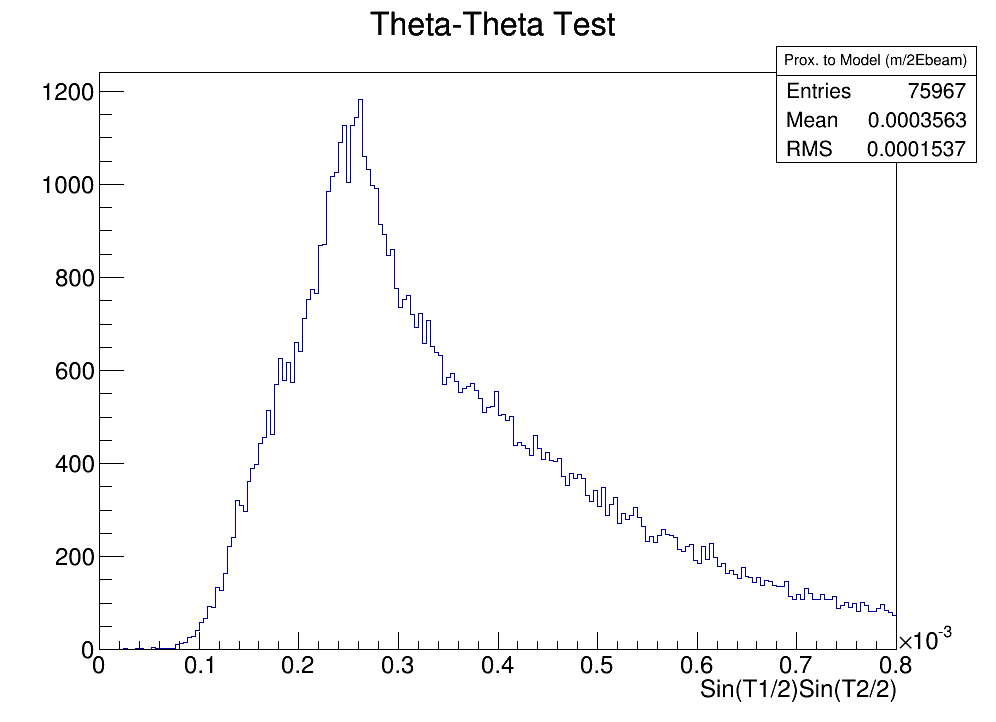 Theta-Theta Test
Prox. to Model (m/2Ebeam)
Entries 75967
Mean 0.0003563
RMS 0.0001537
1200
1000
800
600
400
200
0
0 0.1 0.2 0.3 0.4 0.5 0.6 0.7 0.8
×10-3
Sin(T1/2)Sin(T2/2)